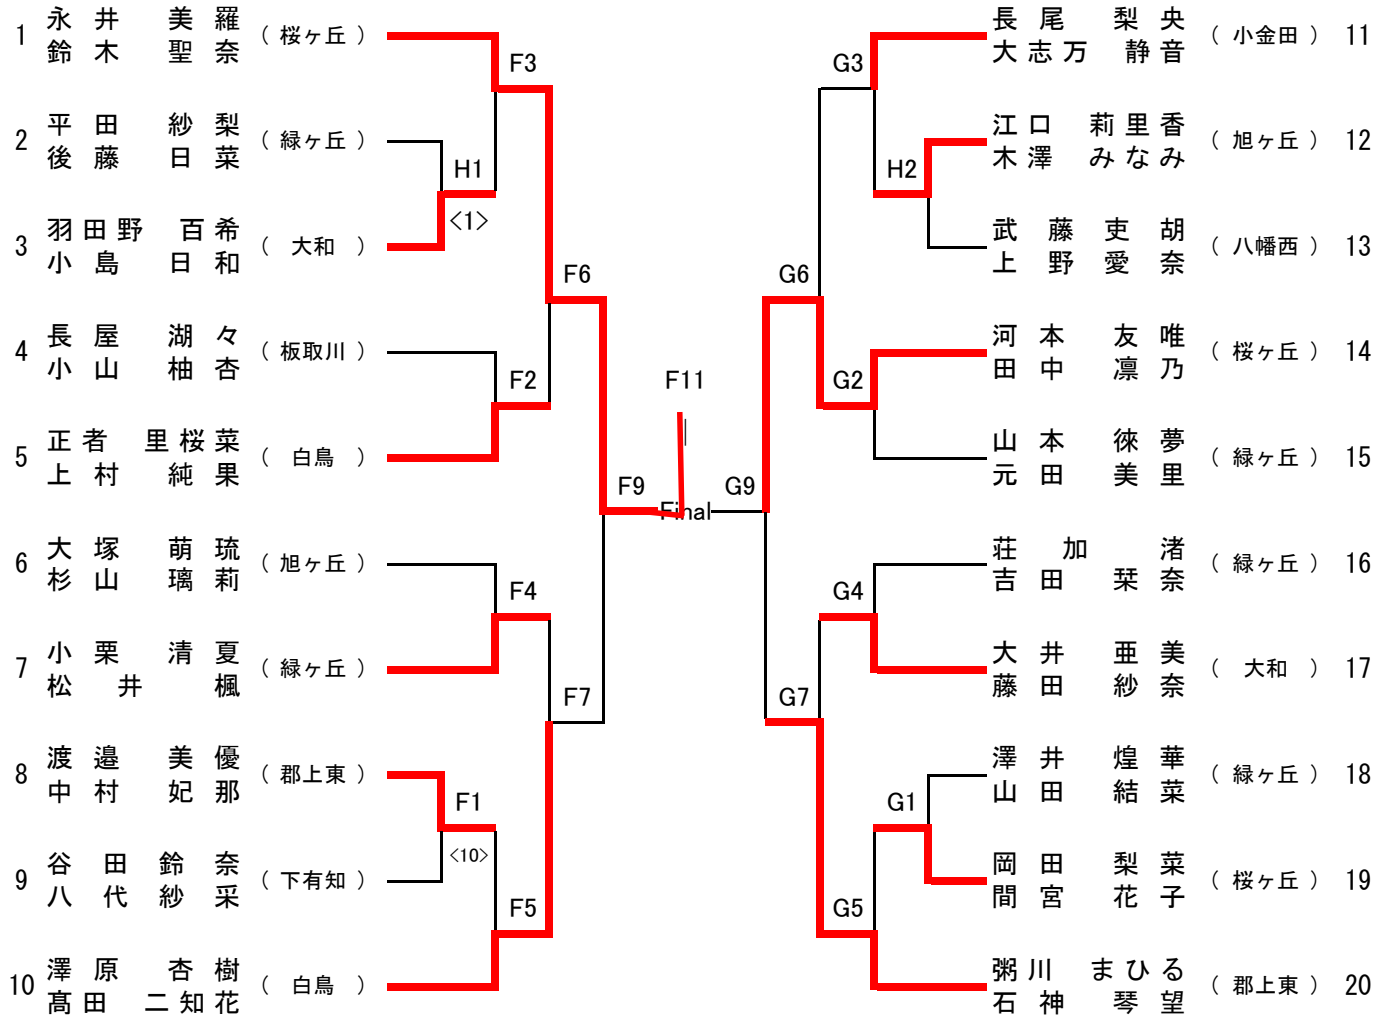 1 永井 美羅 (桜ヶ丘)
鈴木 聖奈
F3
2 平田 紗梨 (緑ヶ丘)
後藤 日菜
H1
<1>
3 羽田野 百希 (大和)
小島 日和
F6
4 長屋 湖々 (板取川)
小山 柚杏
F2
5 正者 里桜菜 (白鳥)
上村 純果
F9
6 大塚 萌琉 (旭ヶ丘)
杉山 璃莉
F4
7 小栗 清夏 (緑ヶ丘)
松井 楓
F7
8 渡邉 美優 (郡上東)
中村 妃那
F1
<10>
9 谷田鈴奈 (下有知)
八代紗采
F5
10 澤原 杏樹 (白鳥)
髙田 二知花
F11
Final
長尾 梨央 (小金田) 11
大志万 静音
G3
江口 莉里香 (旭ヶ丘) 12
木澤 みなみ
H2
武藤吏胡 (八幡西) 13
上野愛奈
G6
河本 友唯 (桜ヶ丘) 14
田中 凛乃
G2
山本 徠夢 (緑ヶ丘) 15
元田 美里
G9
荘加 渚 (緑ヶ丘) 16
吉田 栞奈
G4
大井 亜美 (大和) 17
藤田 紗奈
G7
澤井 煌華 (緑ヶ丘) 18
山田 結菜
G1
岡田 梨菜 (桜ヶ丘) 19
間宮 花子
G5
粥川 まひる (郡上東) 20
石神 琴望